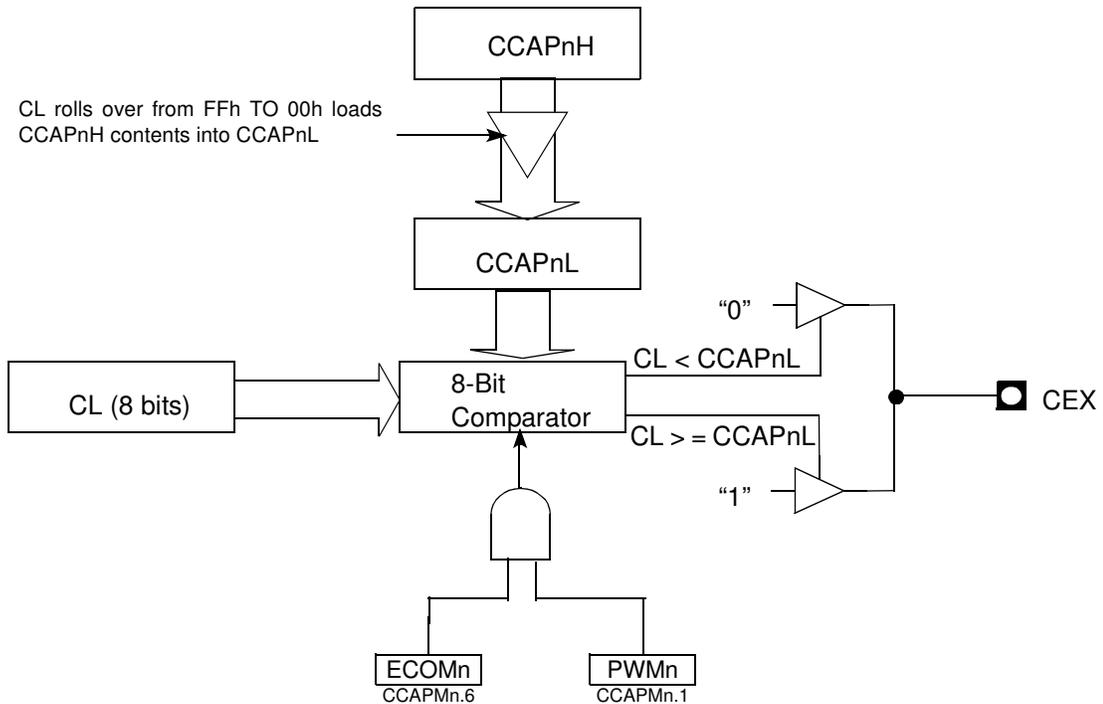 CCAPnH
CL rolls over from FFh TO 00h loads
CCAPnH contents into CCAPnL
CCAPnL
“0”
CL < CCAPnL
8-Bit
Comparator
CL (8 bits)
CEX
CL > = CCAPnL
“1”
ECOMn
CCAPMn.6
PWMn
CCAPMn.1